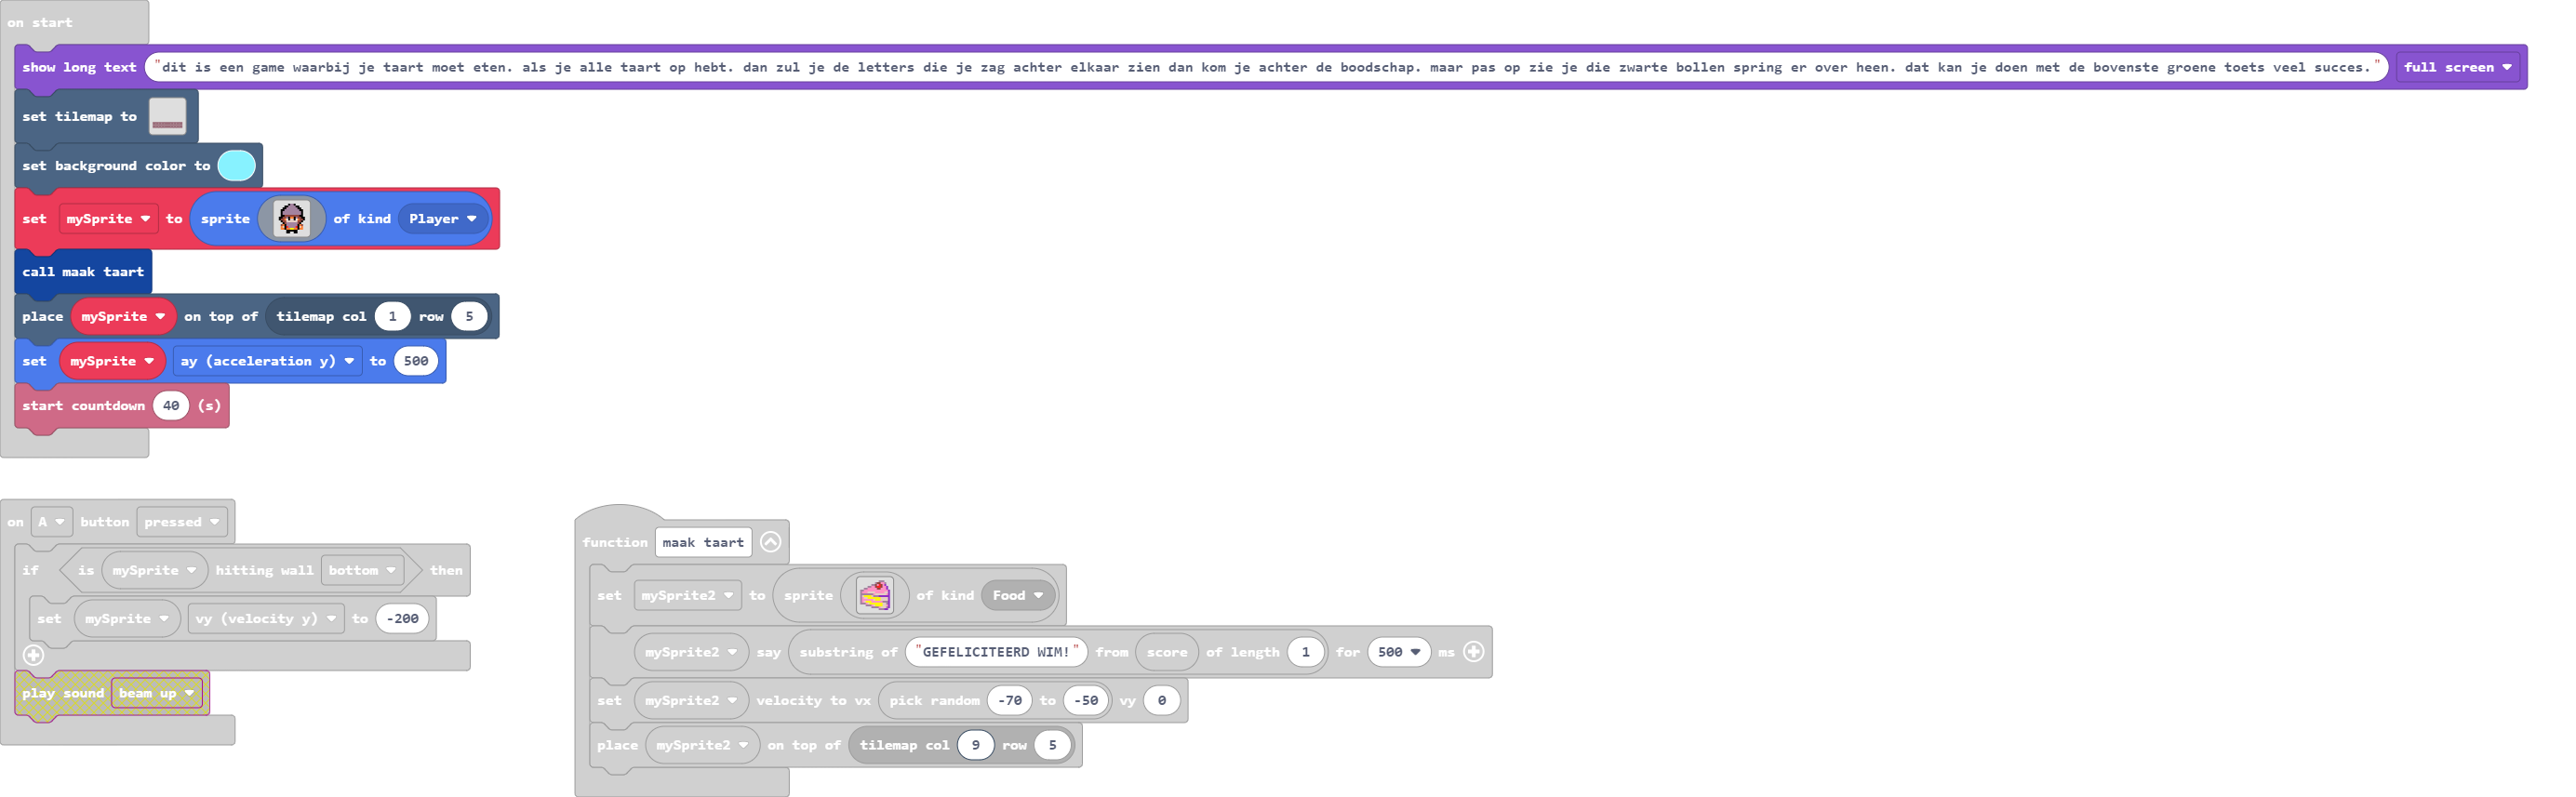 on start
show long text "dit is een game waarbij je taart moet eten. als je alle taart op hebt. dan zul je de letters die je zag achter elkaar zien dan kom je achter de boodschap. maar pas op zie je die zwarte bollen spring er over heen. dat kan je doen met de bovenste groene toets veel succes." full screen
set tilemap to
set background color to
set mySprite to sprite of kind Player
call maak taart
place mySprite on top of tilemap col 1 row 5
set mySprite ay (acceleration y) to 500
start countdown 40 (s)
on A button pressed
if is mySprite hitting wall bottom then
set mySprite vy (velocity y) to -200
play sound beam up
function maak taart
set mySprite2 to sprite of kind Food
mySprite2 say substring of "GEFELICITEERD WIM!" from score of length 1 for 500 ms
set mySprite2 velocity to vx pick random -70 to -50 vy 0
place mySprite2 on top of tilemap col 9 row 5